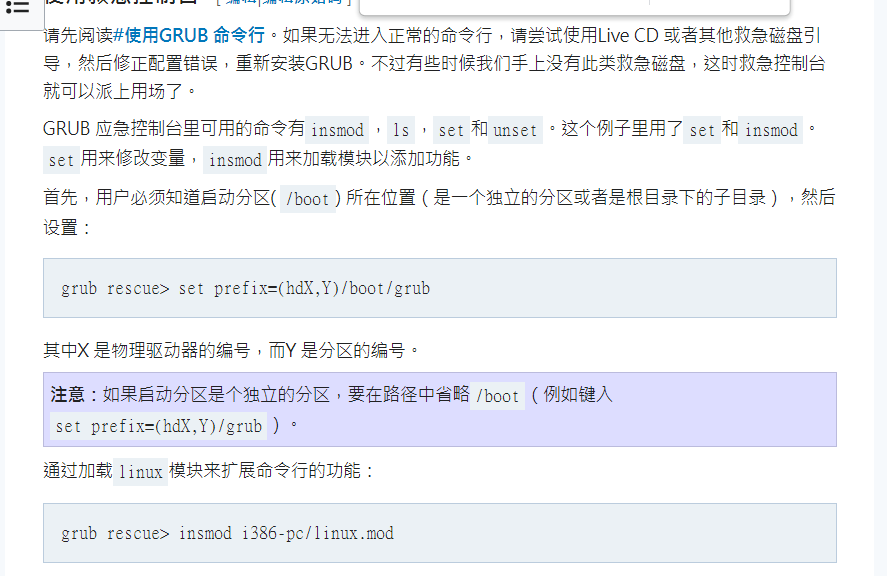 请先阅读#使用GRUB 命令行。如果无法进入正常的命令行，请尝试使用Live CD 或者其他救急磁盘引
导，然后修正配置错误，重新安装GRUB。不过有些时候我们手上没有此类救急磁盘，这时救急控制台
就可以派上用场了。
GRUB 应急控制台里可用的命令有 insmod ， ls ， set 和 unset 。这个例子里用了 set 和 insmod 。
set 用来修改变量， insmod 用来加载模块以添加功能。
首先，用户必须知道启动分区( /boot ) 所在位置（是一个独立的分区或者是根目录下的子目录），然后
设置：
grub rescue> set prefix=(hdX,Y)/boot/grub
其中X 是物理驱动器的编号，而Y 是分区的编号。
注意：如果启动分区是个独立的分区，要在路径中省略 /boot （例如键入
set prefix=(hdX,Y)/grub ）。
通过加载 linux 模块来扩展命令行的功能：
grub rescue> insmod i386-pc/linux.mod